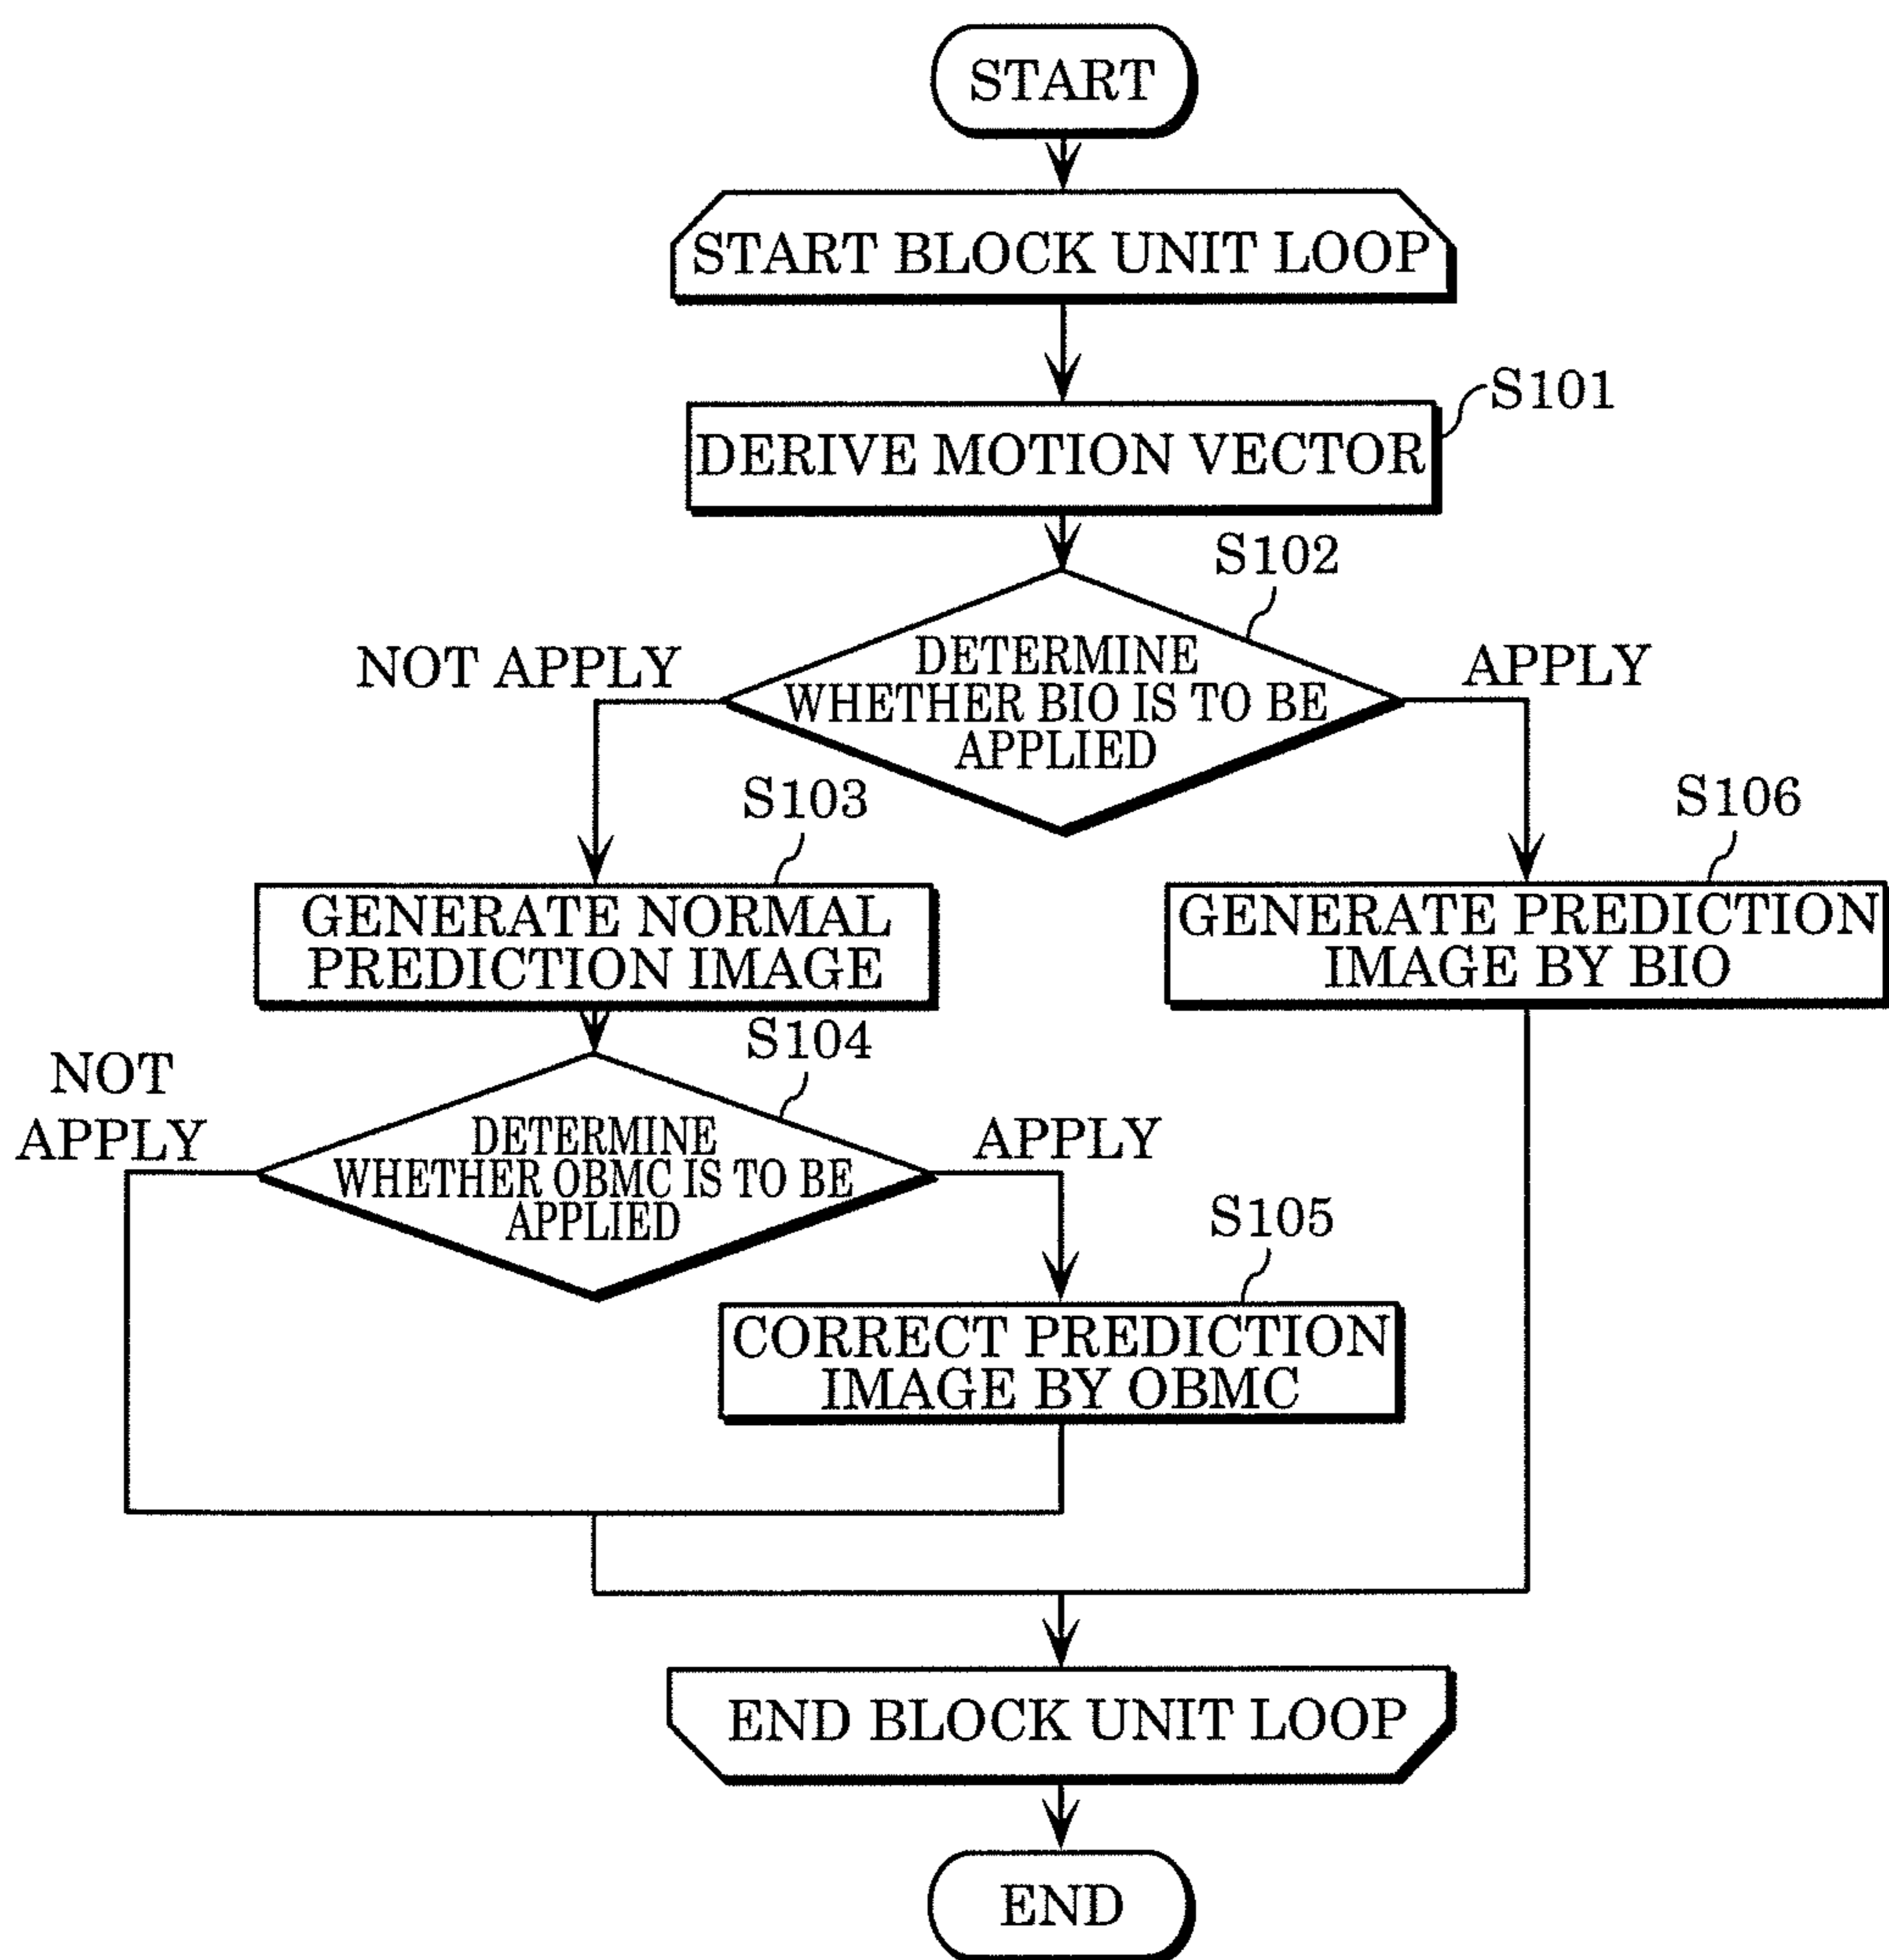 START
START BLOCK UNIT LOOP
S101
DERIVE MOTION VECTOR
S102
NOT APPLY
DETERMINE
WHETHER BIO IS TO BE
APPLIED
APPLY
S103
GENERATE NORMAL
PREDICTION IMAGE
S106
GENERATE PREDICTION
IMAGE BY BIO
S104
NOT
APPLY
DETERMINE
WHETHER OBMC IS TO BE
APPLIED
APPLY
S105
CORRECT PREDICTION
IMAGE BY OBMC
END BLOCK UNIT LOOP
END